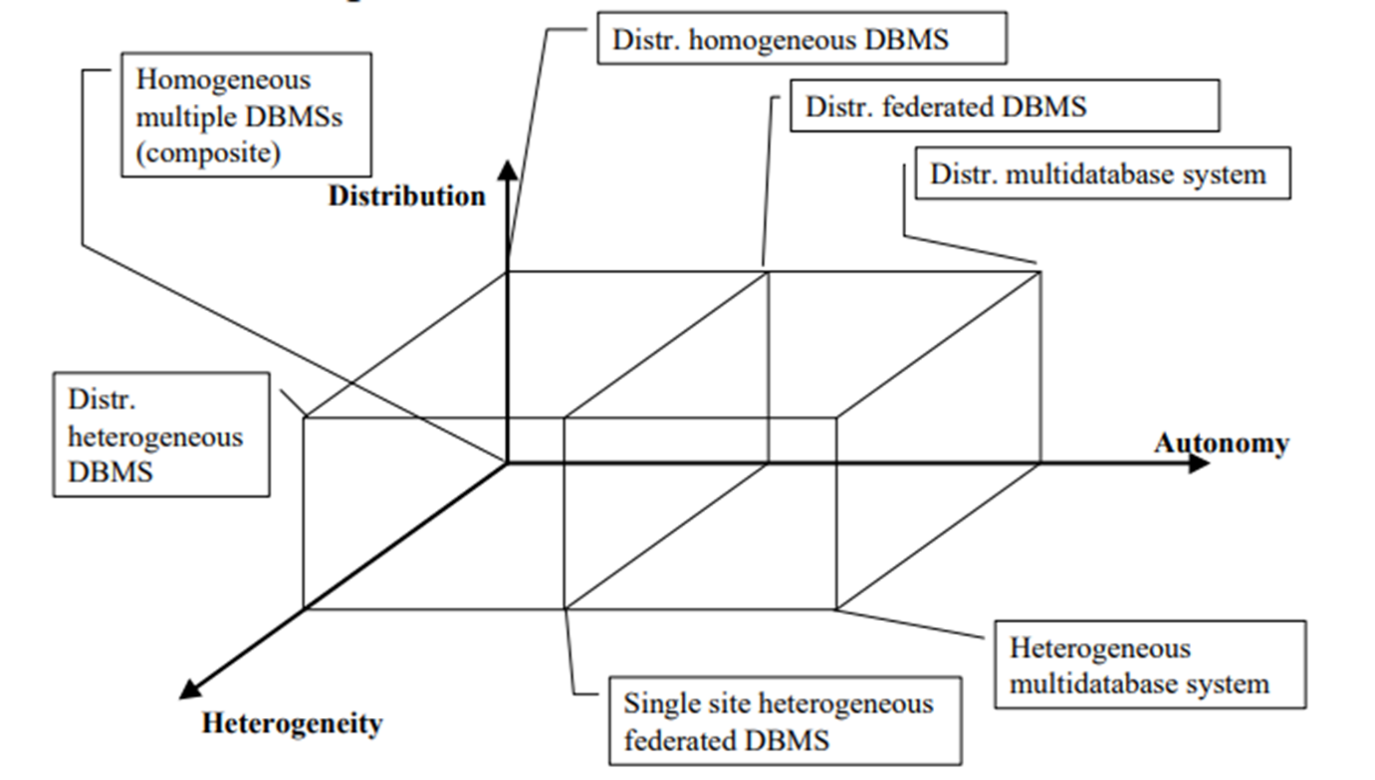 Distr. homogeneous DBMS
Homogeneous
multiple DBMSs
(composite)
Distr. federated DBMS
Distr. multidatabase system
Distribution
Distr.
heterogeneous
DBMS
Autonomy
Heterogeneous
multidatabase system
Single site heterogeneous
federated DBMS
Heterogeneity